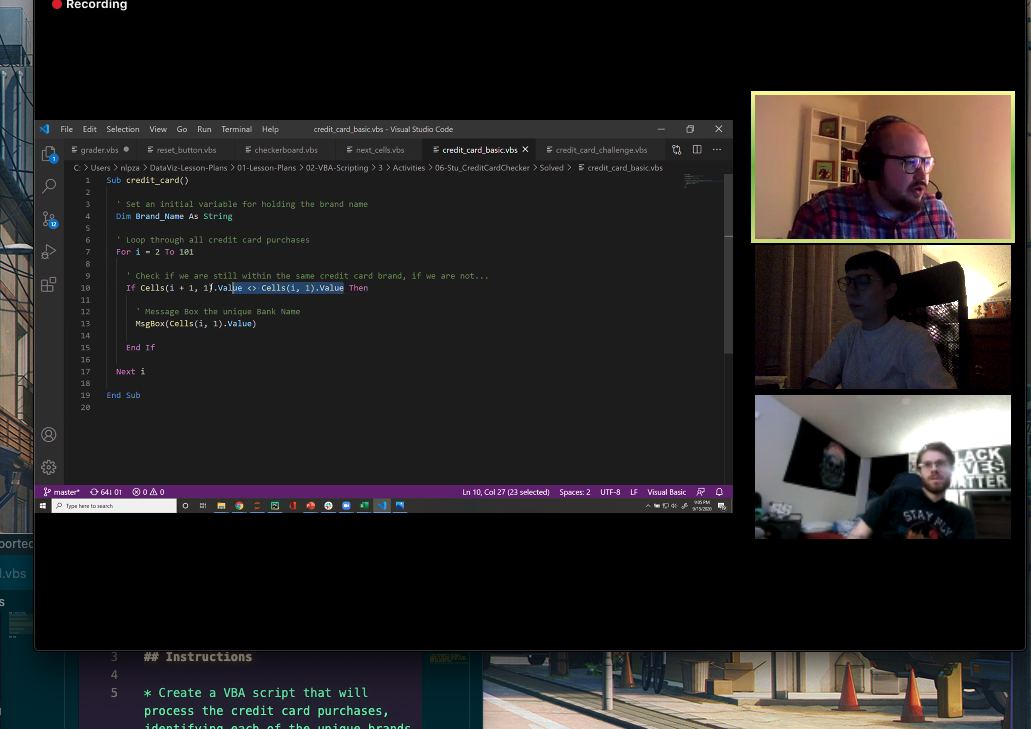 Recording
File Edit Selection View Go Run Terminal Help credit_card_basic.vbs - Visual Studio Code
grader.vbs reset_button.vbs checkerboard.vbs next_cells.vbs credit_card_basic.vbs credit_card_challenge.vbs
C: > Users > nlpza > DataViz-Lesson-Plans > 01-Lesson-Plans > 02-VBA-Scripting > 3 > Activities > 06-Stu_CreditCardChecker > Solved > credit_card_basic.vbs
1 Sub credit_card()
2
3 ' Set an initial variable for holding the brand name
4 Dim Brand_Name As String
5
6 ' Loop through all credit card purchases
7 For i = 2 To 101
8
9 ' Check if we are still within the same credit card brand, if we are not...
10 If Cells(i + 1, 1).Value <> Cells(i, 1).Value Then
11
12 ' Message Box the unique Bank Name
13 MsgBox(Cells(i, 1).Value)
14
15 End If
16
17 Next i
18
19 End Sub
20
1
12
master* 64↓ 0↑ 0 0 Ln 10, Col 27 (23 selected) Spaces: 2 UTF-8 LF Visual Basic
Type here to search
9/15/2020
BLACK
LIVES
MATTER
STAY
ported
l.vbs
s
3 ## Instructions
4
5 * Create a VBA script that will
process the credit card purchases,
identifying each of the unique brands